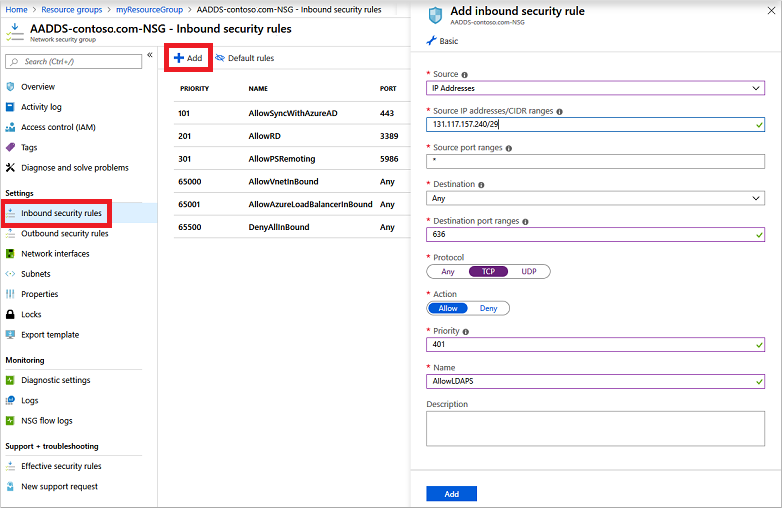 Home > Resource groups > myResourceGroup > AADDS-contoso.com-NSG - Inbound security rules
AADDS-contoso.com-NSG - Inbound security rules
Network security group
Search (Ctrl+/)
«
Overview
Activity log
Access control (IAM)
Tags
Diagnose and solve problems
Settings
Inbound security rules
Outbound security rules
Network interfaces
Subnets
Properties
Locks
Export template
Monitoring
Diagnostic settings
Logs
NSG flow logs
Support + troubleshooting
Effective security rules
New support request
Add Default rules
PRIORITY NAME PORT
101 AllowSyncWithAzureAD 443
201 AllowRD 3389
301 AllowPSRemoting 5986
65000 AllowVnetInBound Any
65001 AllowAzureLoadBalancerInBound Any
65500 DenyAllInBound Any
Add inbound security rule
AADDS-contoso.com-NSG
Basic
* Source
IP Addresses
* Source IP addresses/CIDR ranges
131.117.157.240/29
* Source port ranges
*
* Destination
Any
* Destination port ranges
636
* Protocol
Any TCP UDP
* Action
Allow Deny
* Priority
401
* Name
AllowLDAPS
Description
Add